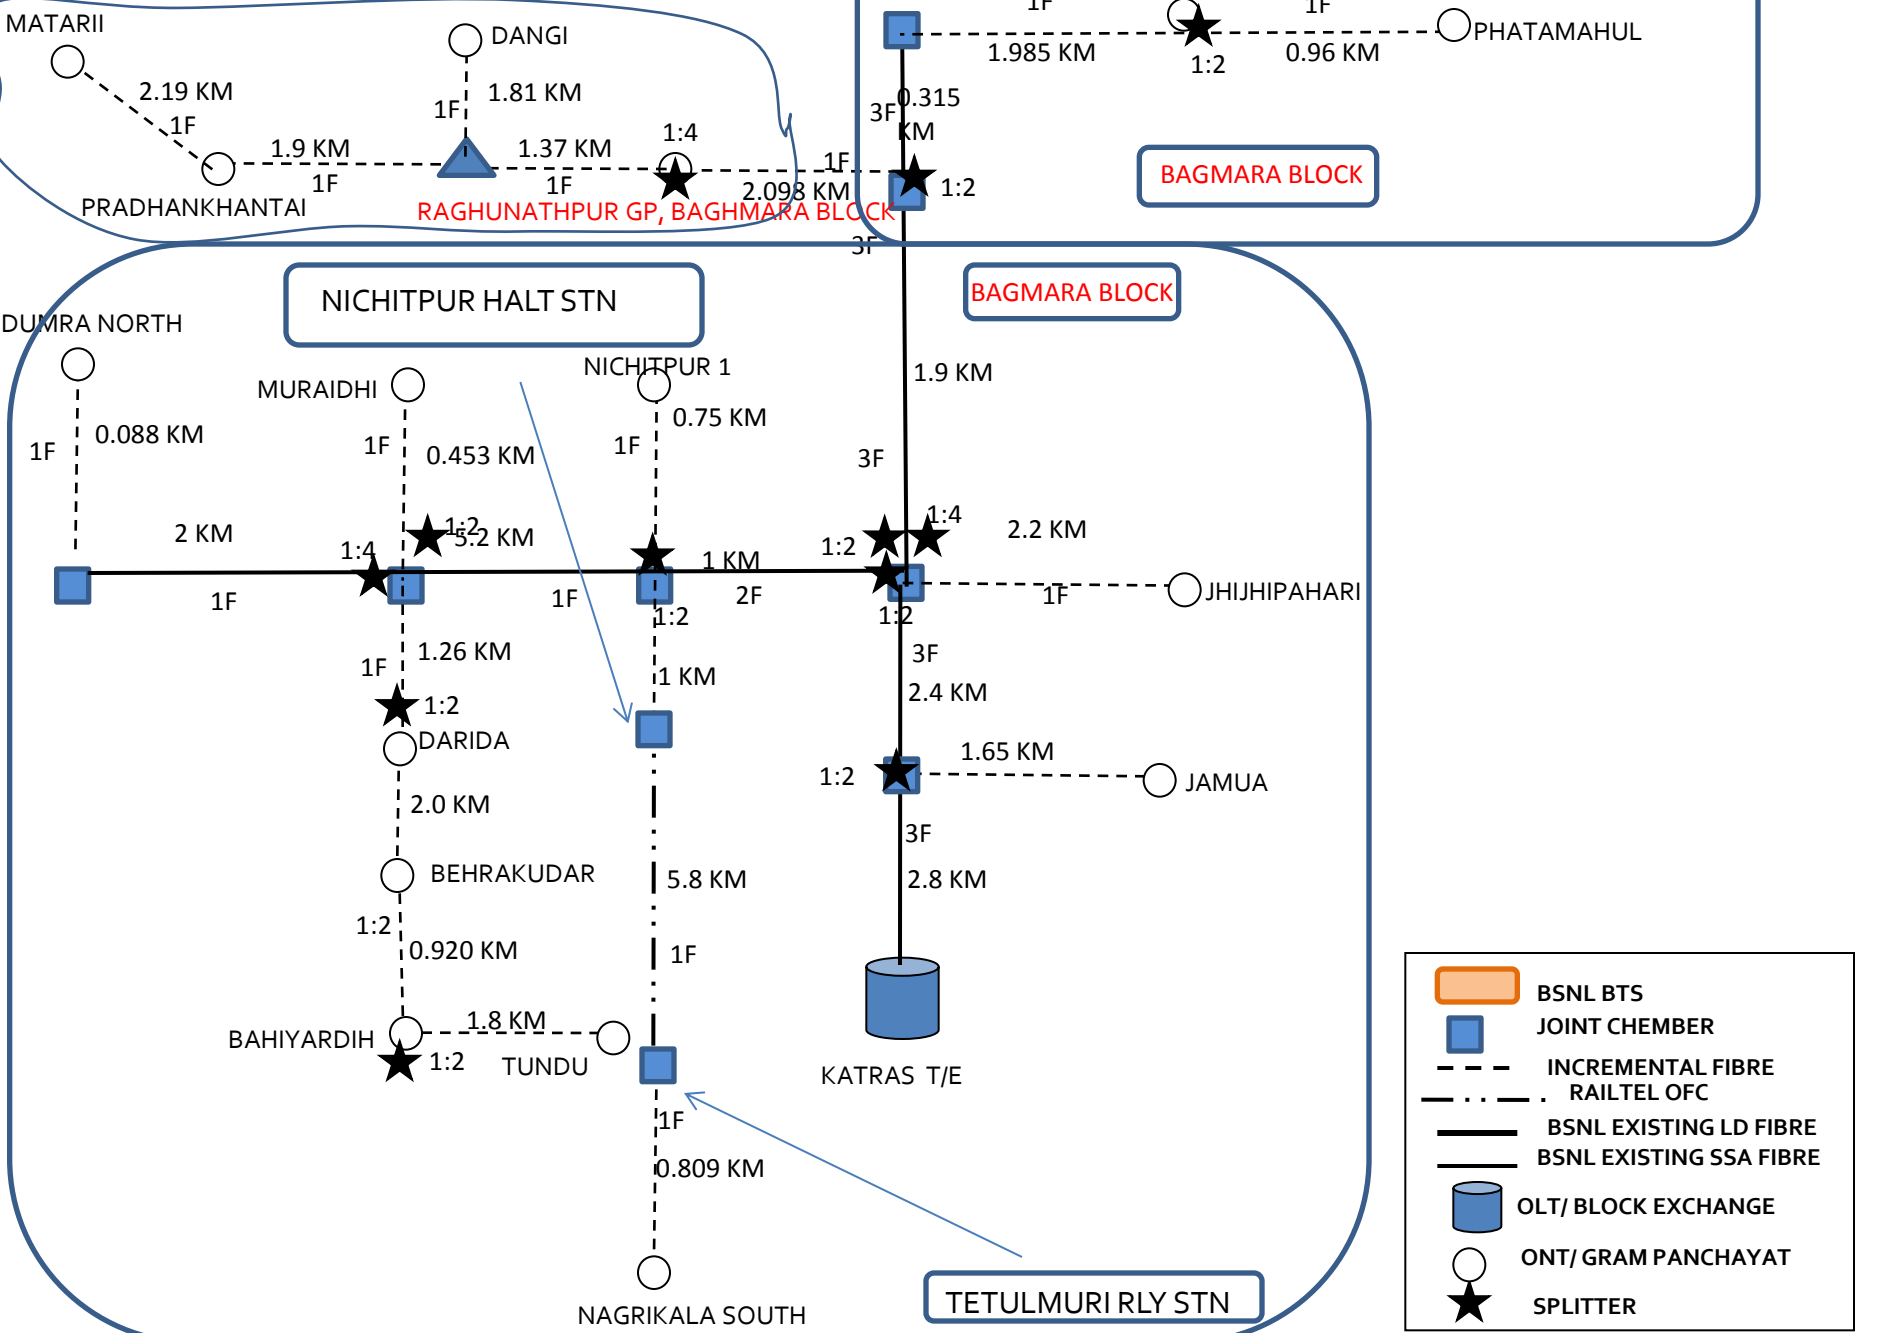 MATARII
DANGI
1F
1F
PHATAMAHUL
1.985 KM
1:2
0.96 KM
2.19 KM
1F
1F
1.81 KM
3F
0.315
KM
1:4
1.9 KM
1F
1.37 KM
1F
1F
2.098 KM
1:2
BAGMARA BLOCK
PRADHANKHANTAI
RAGHUNATHPUR GP, BAGHMARA BLOCK
3F
NICHITPUR HALT STN
BAGMARA BLOCK
DUMRA NORTH
MURAIDHI
NICHITPUR 1
1.9 KM
0.75 KM
1F
0.088 KM
1F
0.453 KM
1F
3F
2 KM
1:4
1:2
5.2 KM
1 KM
1:2
1:4
2.2 KM
1F
1F
1:2
2F
1:2
1F
JHIJHIPAHARI
1F
1.26 KM
1 KM
3F
2.4 KM
1:2
DARIDA
1:2
1.65 KM
JAMUA
2.0 KM
3F
BEHRAKUDAR
5.8 KM
2.8 KM
1:2
0.920 KM
1F
BAHIYARDIH
1.8 KM
1:2
TUNDU
KATRAS T/E
1F
0.809 KM
NAGRIKALA SOUTH
TETULMURI RLY STN
BSNL BTS
JOINT CHEMBER
INCREMENTAL FIBRE
RAILTEL OFC
BSNL EXISTING LD FIBRE
BSNL EXISTING SSA FIBRE
OLT/ BLOCK EXCHANGE
ONT/ GRAM PANCHAYAT
SPLITTER